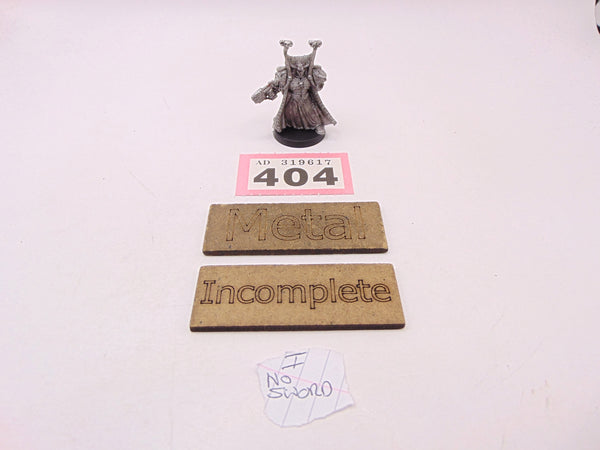 AD 319617
404
Metal
Incomplete
I
NO
SWORD